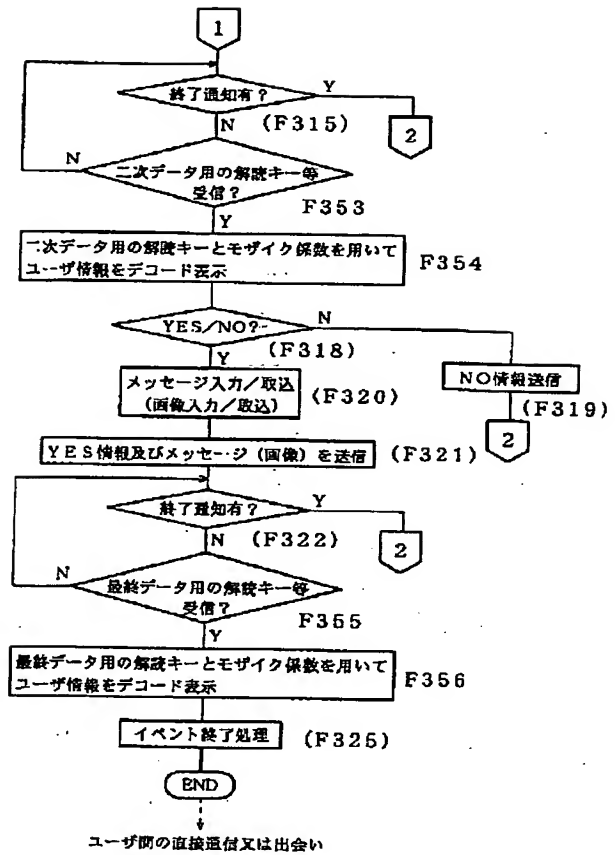 1
終了通知有?
Y
N
(F315)
2
N
二次データ用の解読キー等
受信?
F353
Y
二次データ用の解読キーとモザイク係数を用いて
ユーザ情報をデコード表示
F354
YES/NO?
N
(F318)
Y
メッセージ入力/取込
(画像入力/取込)
(F320)
NO情報送信
(F319)
2
YES情報及びメッセージ(画像)を送信
(F321)
終了通知有?
Y
N
(F322)
2
N
最終データ用の解読キー等
受信?
F355
Y
最終データ用の解読キーとモザイク係数を用いて
ユーザ情報をデコード表示
F356
イベント終了処理
(F325)
END
ユーザ間の直接通信又は出会い